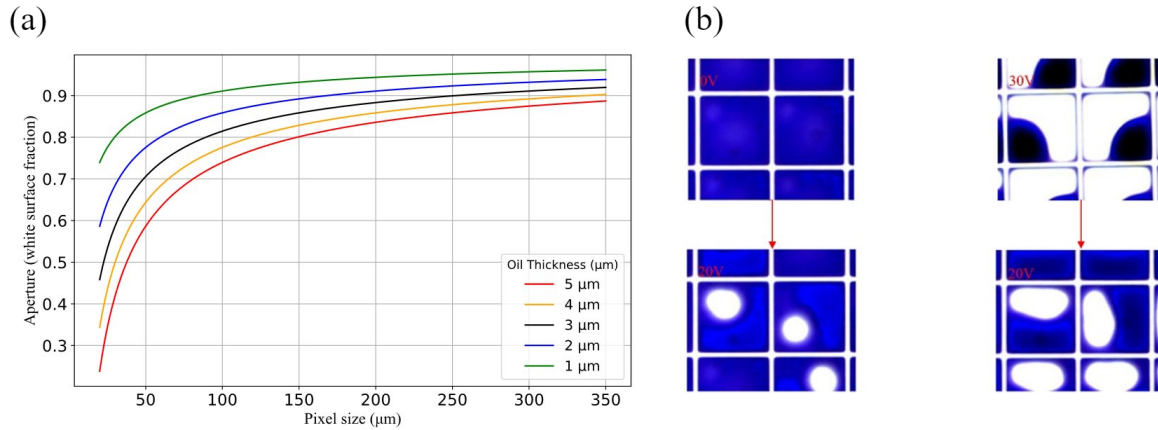 (a)
(b)
0.9
0.8
0.7
0.6
0.5
0.4
0.3
Aperture (white surface fraction)
50
100
150
200
250
300
350
Pixel size (μm)
Oil Thickness (μm)
5 μm
4 μm
3 μm
2 μm
1 μm
0V
30V
20V
20V